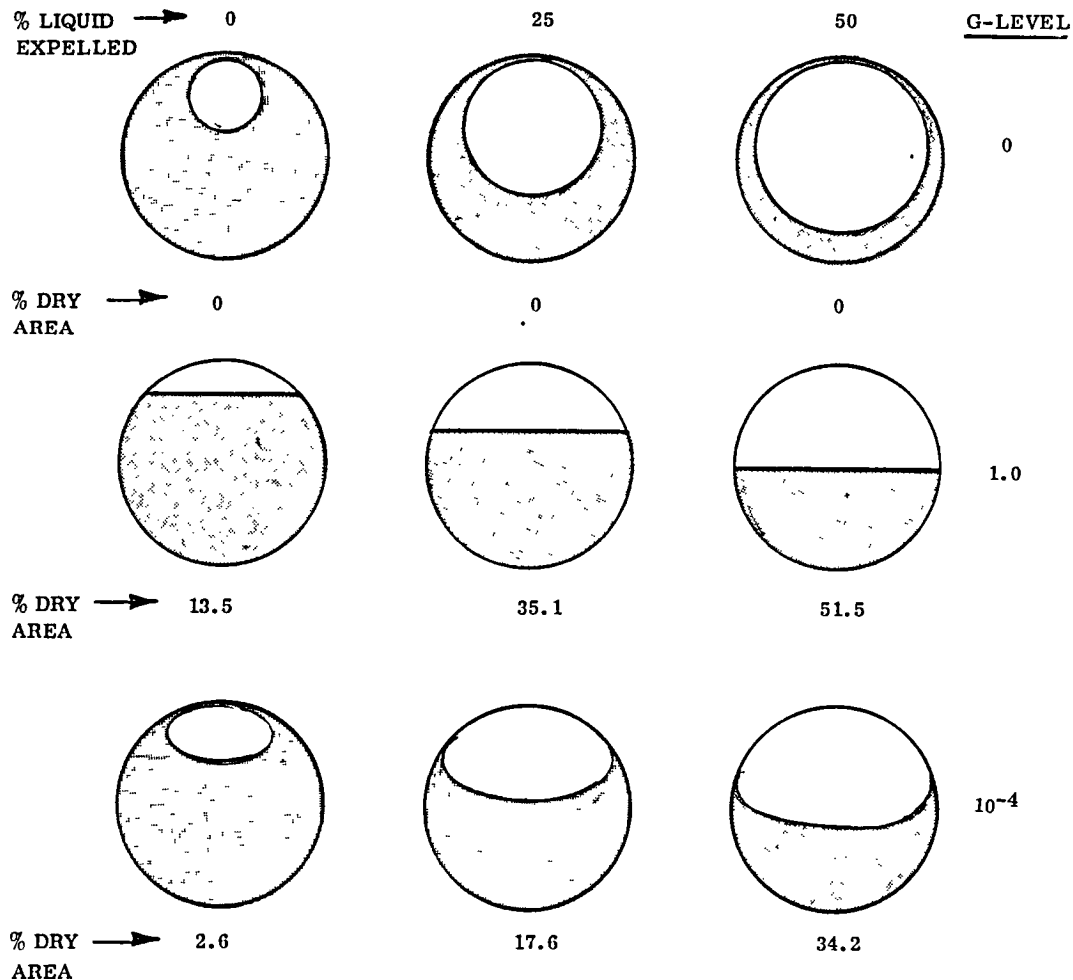 % LIQUID EXPELLED → 0 25 50 G-LEVEL
0
% DRY AREA → 0 0 0
1.0
% DRY AREA → 13.5 35.1 51.5
10⁻⁴
% DRY AREA → 2.6 17.6 34.2